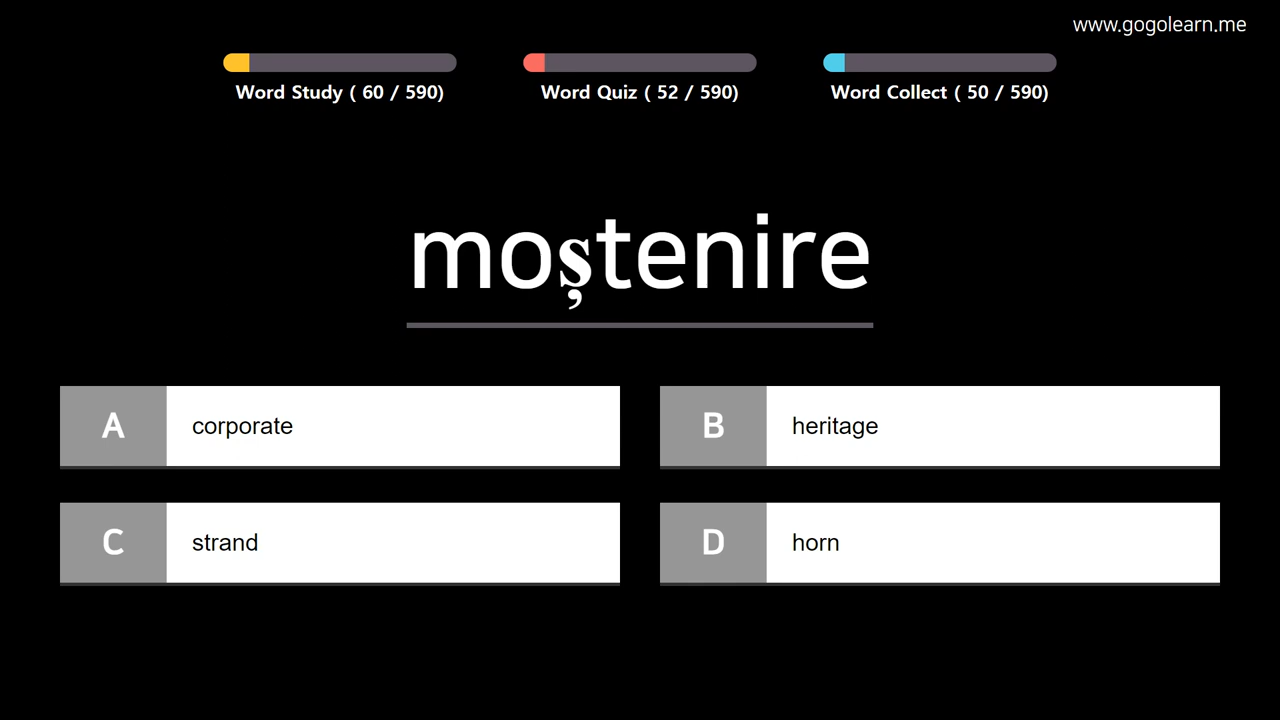 www.gogolearn.me
Word Study ( 60 / 590)
Word Quiz ( 52 / 590)
Word Collect ( 50 / 590)
moștenire
A corporate
B heritage
C strand
D horn